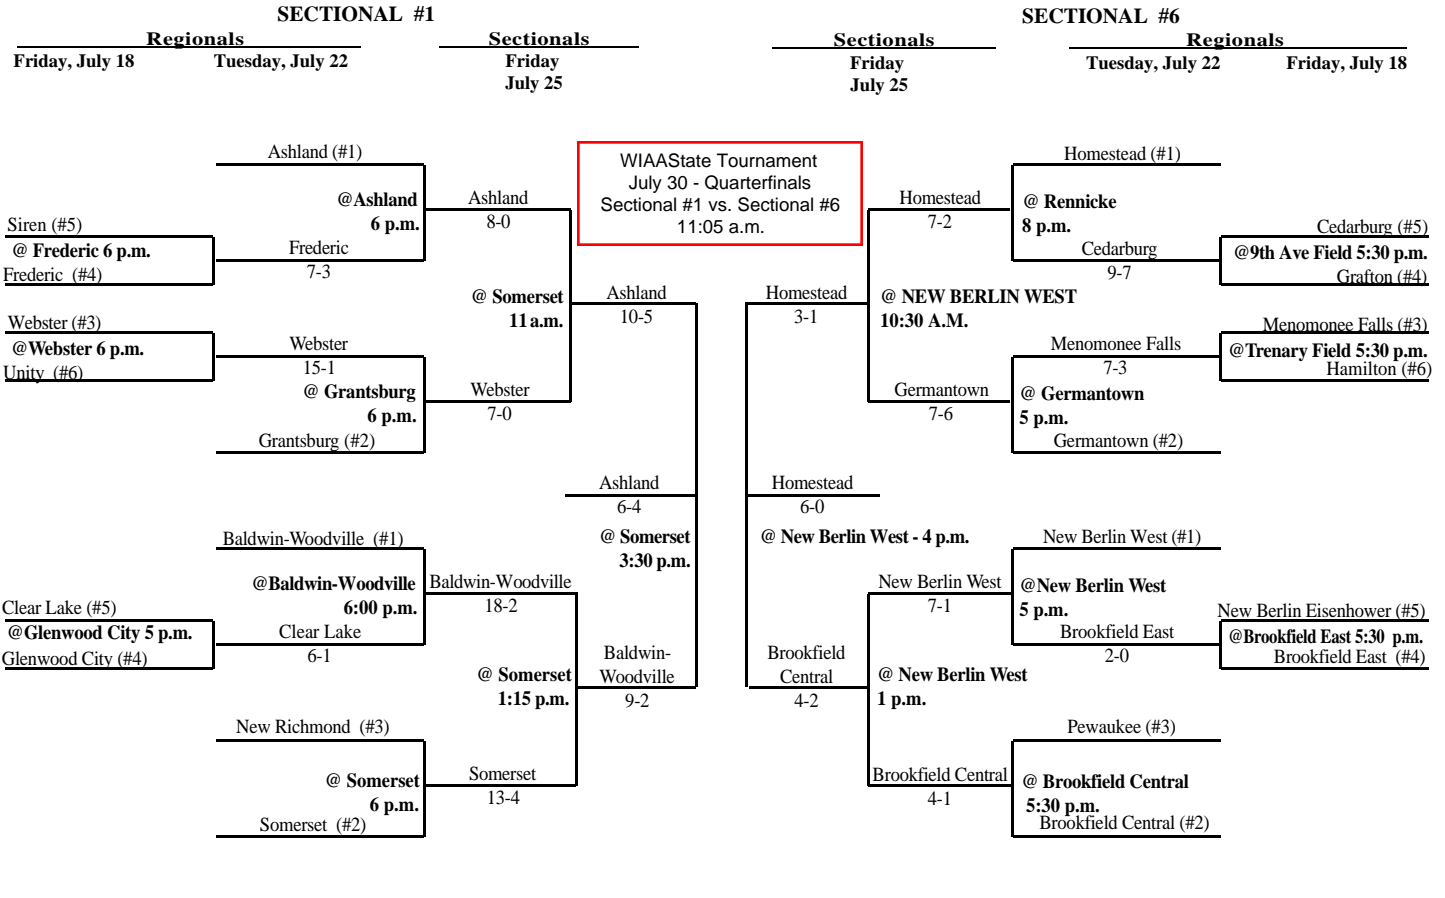 SECTIONAL #1
SECTIONAL #6
Regionals
Sectionals
Sectionals
Regionals
Friday, July 18
Tuesday, July 22
Friday
July 25
Friday
July 25
Tuesday, July 22
Friday, July 18
Ashland (#1)
@Ashland
6 p.m.
Siren (#5)
@ Frederic 6 p.m.
Frederic (#4)
Frederic
7-3
Ashland
8-0
Webster (#3)
@Webster 6 p.m.
Unity (#6)
Webster
15-1
@ Grantsburg
6 p.m.
Grantsburg (#2)
Webster
7-0
@ Somerset
11 a.m.
Ashland
10-5
Ashland
6-4
@ Somerset
3:30 p.m.
Baldwin-Woodville (#1)
@Baldwin-Woodville
6:00 p.m.
Clear Lake (#5)
@Glenwood City 5 p.m.
Glenwood City (#4)
Clear Lake
6-1
Baldwin-Woodville
18-2
@ Somerset
1:15 p.m.
Baldwin-
Woodville
9-2
New Richmond (#3)
@ Somerset
6 p.m.
Somerset (#2)
Somerset
13-4
WIAAState Tournament
July 30 - Quarterfinals
Sectional #1 vs. Sectional #6
11:05 a.m.
Homestead (#1)
@ Rennicke
8 p.m.
Homestead
7-2
Cedarburg
9-7
Cedarburg (#5)
@9th Ave Field 5:30 p.m.
Grafton (#4)
Homestead
3-1
@ NEW BERLIN WEST
10:30 A.M.
Menomonee Falls (#3)
@Trenary Field 5:30 p.m.
Hamilton (#6)
Menomonee Falls
7-3
@ Germantown
5 p.m.
Germantown (#2)
Germantown
7-6
Homestead
6-0
@ New Berlin West - 4 p.m.
New Berlin West (#1)
@New Berlin West
5 p.m.
New Berlin West
7-1
New Berlin Eisenhower (#5)
@Brookfield East 5:30 p.m.
Brookfield East (#4)
Brookfield East
2-0
Brookfield
Central
4-2
@ New Berlin West
1 p.m.
Pewaukee (#3)
@ Brookfield Central
5:30 p.m.
Brookfield Central (#2)
Brookfield Central
4-1